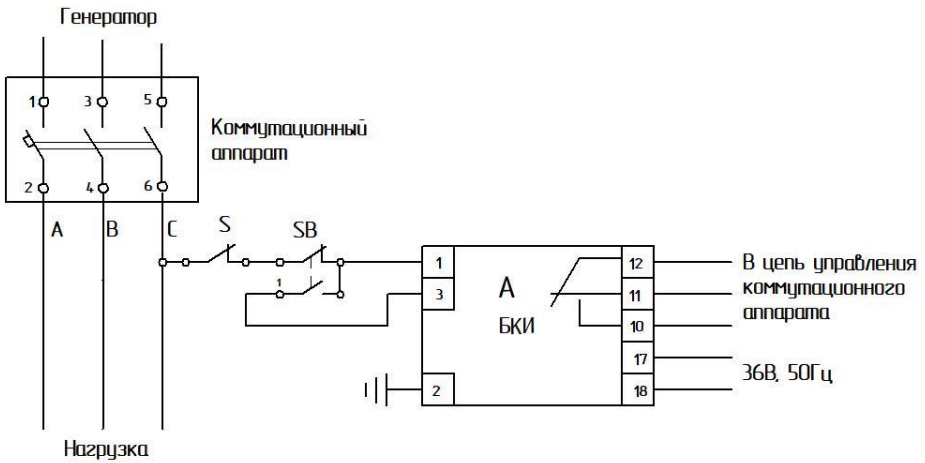 Генератор
1
3
5
Коммутационный
аппарат
2
4
6
A
B
C
S
SB
1
1
3
A
БКИ
2
12
11
10
17
18
В цепь управления
коммутационного
аппарата
36В, 50Гц
Нагрузка